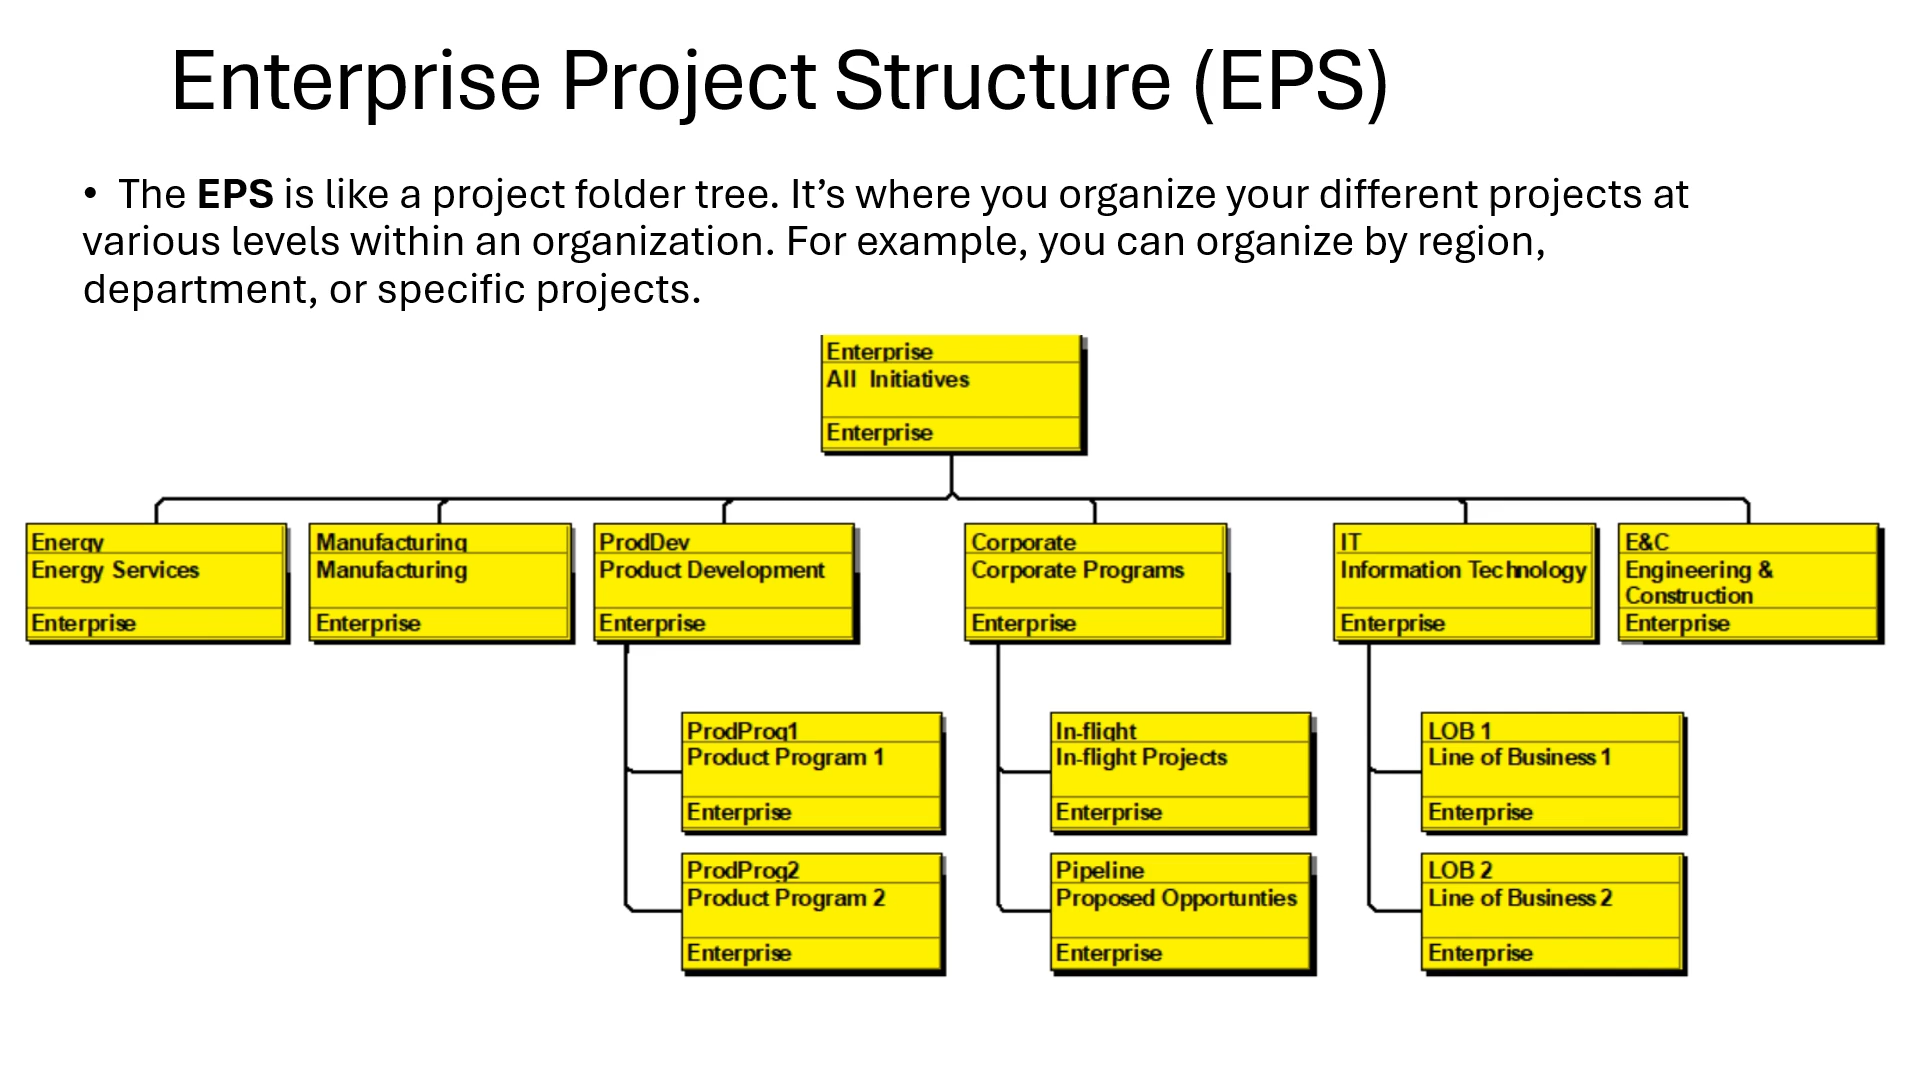 Enterprise Project Structure (EPS)
• The EPS is like a project folder tree. It’s where you organize your different projects at
various levels within an organization. For example, you can organize by region,
department, or specific projects.
Enterprise
All Initiatives
Enterprise
Energy
Energy Services
Enterprise
Manufacturing
Manufacturing
Enterprise
ProdDev
Product Development
Enterprise
Corporate
Corporate Programs
Enterprise
IT
Information Technology
Enterprise
E&C
Engineering &
Construction
Enterprise
ProdProg1
Product Program 1
Enterprise
In-flight
In-flight Projects
Enterprise
LOB 1
Line of Business 1
Enterprise
ProdProg2
Product Program 2
Enterprise
Pipeline
Proposed Opportunties
Enterprise
LOB 2
Line of Business 2
Enterprise